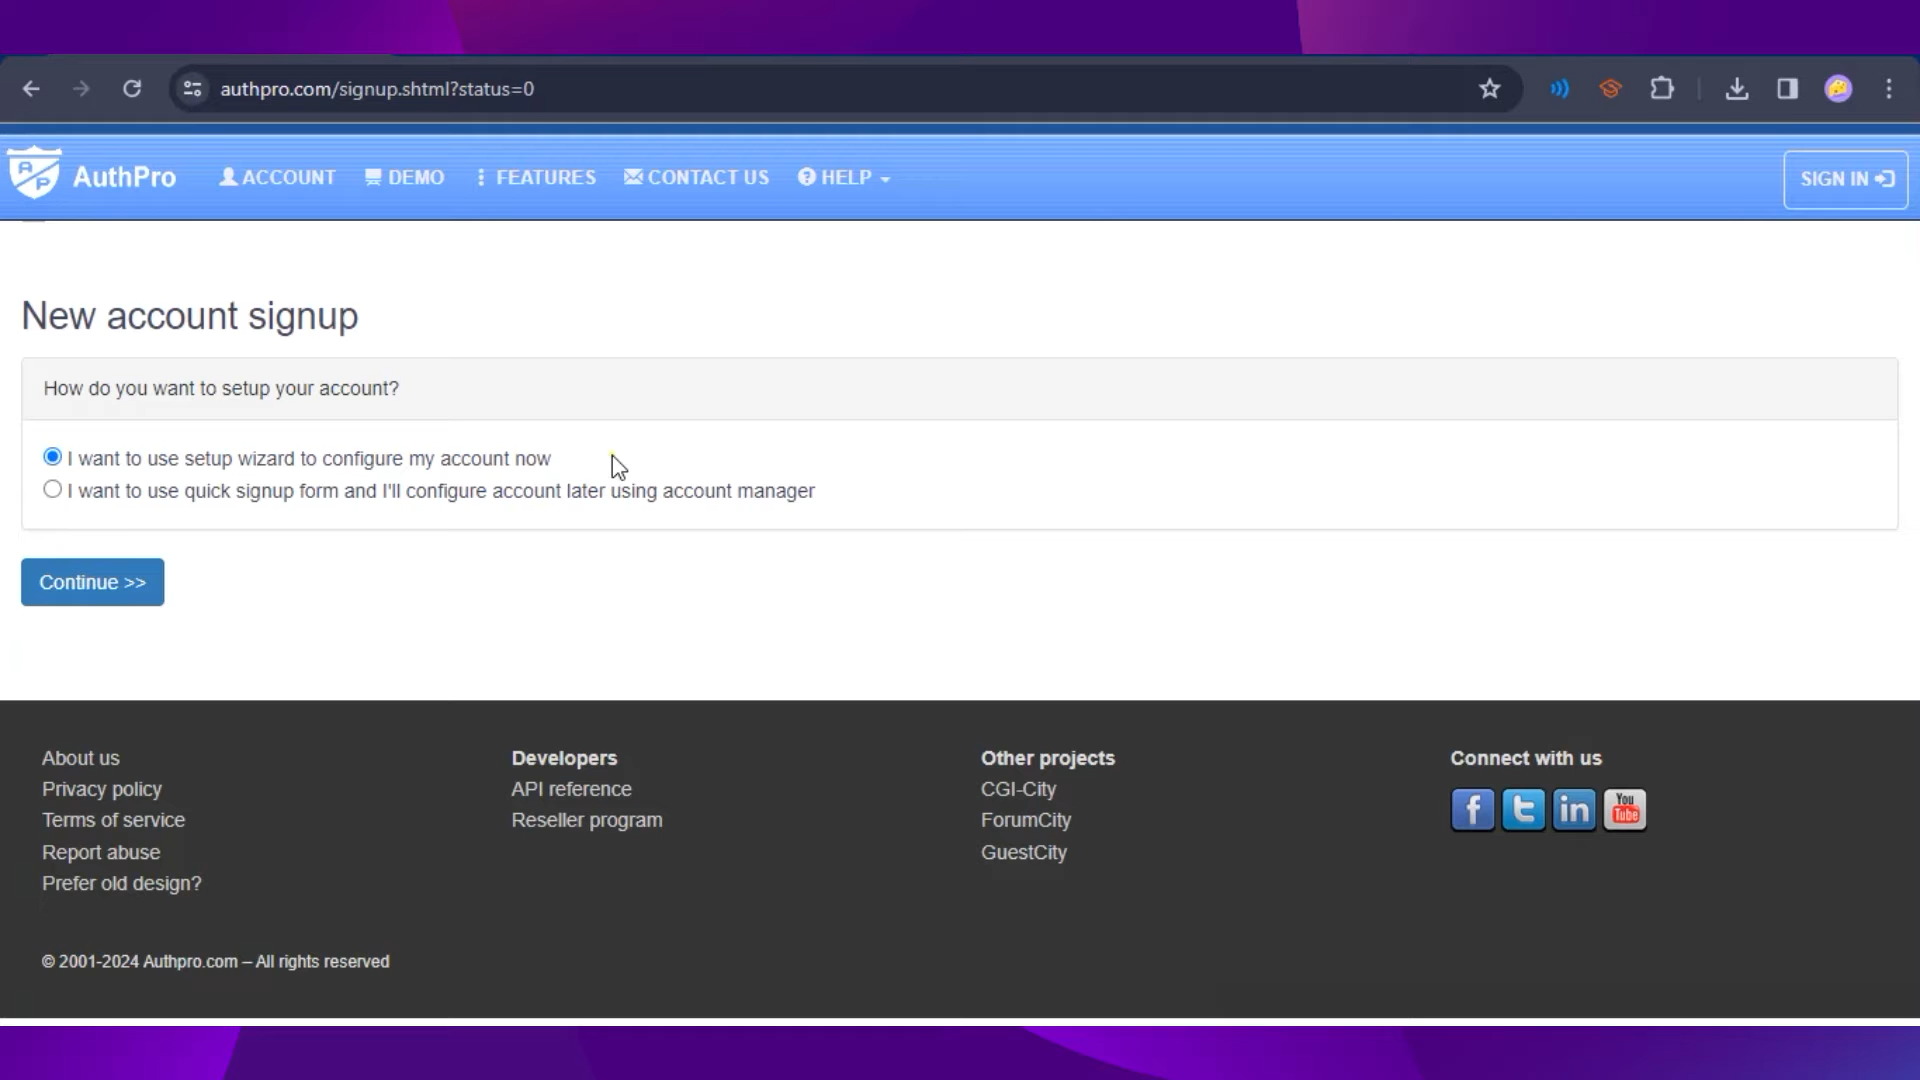 authpro.com/signup.shtml?status=0
AP AuthPro ACCOUNT DEMO FEATURES CONTACT US HELP SIGN IN
New account signup
How do you want to setup your account?
I want to use setup wizard to configure my account now
I want to use quick signup form and I'll configure account later using account manager
Continue >>
About us
Privacy policy
Terms of service
Report abuse
Prefer old design?
Developers
API reference
Reseller program
Other projects
CGI-City
ForumCity
GuestCity
Connect with us
f t in You Tube
© 2001-2024 Authpro.com – All rights reserved